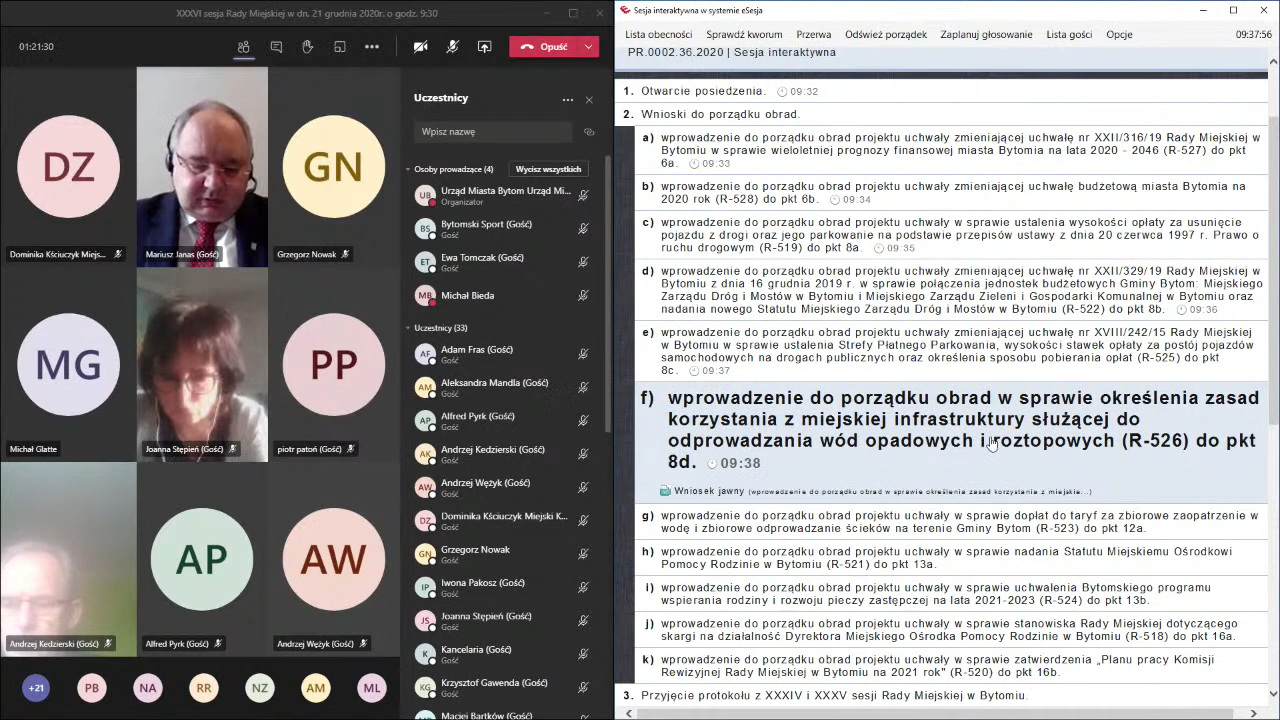 XXXVI sesja Rady Miejskiej w dn. 21 grudnia 2020r. o godz. 9:30
01:21:30
Opuść
DZ
Dominika Kściuczyk Miejs...
Mariusz Janas (Gość)
GN
Grzegorz Nowak
MG
Michał Glatte
Joanna Stępień (Gość)
PP
piotr patoń (Gość)
Andrzej Kedzierski (Gość)
AP
Alfred Pyrk (Gość)
AW
Andrzej Wężyk (Gość)
+21
PB
NA
RR
NZ
AM
ML
Uczestnicy
Wpisz nazwę
Osoby prowadzące (4)
Wycisz wszystkich
UB
Urząd Miasta Bytom Urząd Mi...
Organizator
BS
Bytomski Sport (Gość)
Gość
ET
Ewa Tomczak (Gość)
Gość
MB
Michał Bieda
Uczestnicy (33)
AF
Adam Fras (Gość)
Gość
AM
Aleksandra Mandla (Gość)
Gość
AP
Alfred Pyrk (Gość)
Gość
AK
Andrzej Kedzierski (Gość)
Gość
AW
Andrzej Wężyk (Gość)
Gość
DZ
Dominika Kściuczyk Miejski K...
Gość
GN
Grzegorz Nowak
Gość
IP
Iwona Pakosz (Gość)
Gość
JS
Joanna Stępień (Gość)
Gość
K
Kancelaria (Gość)
Gość
KG
Krzysztof Gawenda (Gość)
Gość
Maciej Bartków (Gość)
Sesja interaktywna w systemie eSesja
Lista obecności Sprawdź kworum Przerwa Odśwież porządek Zaplanuj głosowanie Lista gości Opcje 09:37:56
PR.0002.36.2020 | Sesja interaktywna
1. Otwarcie posiedzenia. 09:32
2. Wnioski do porządku obrad.
a) wprowadzenie do porządku obrad projektu uchwały zmieniającej uchwałę nr XXII/316/19 Rady Miejskiej w
Bytomiu w sprawie wieloletniej prognozy finansowej miasta Bytomia na lata 2020 - 2046 (R-527) do pkt
6a. 09:33
b) wprowadzenie do porządku obrad projektu uchwały zmieniającej uchwałę budżetową miasta Bytomia na
2020 rok (R-528) do pkt 6b. 09:34
c) wprowadzenie do porządku obrad projektu uchwały w sprawie ustalenia wysokości opłaty za usunięcie
pojazdu z drogi oraz jego parkowanie na podstawie przepisów ustawy z dnia 20 czerwca 1997 r. Prawo o
ruchu drogowym (R-519) do pkt 8a. 09:35
d) wprowadzenie do porządku obrad projektu uchwały zmieniającej uchwałę nr XXII/329/19 Rady Miejskiej w
Bytomiu z dnia 16 grudnia 2019 r. w sprawie połączenia jednostek budżetowych Gminy Bytom: Miejskiego
Zarządu Dróg i Mostów w Bytomiu i Miejskiego Zarządu Zieleni i Gospodarki Komunalnej w Bytomiu oraz
nadania nowego Statutu Miejskiego Zarządu Dróg i Mostów w Bytomiu (R-522) do pkt 8b. 09:36
e) wprowadzenie do porządku obrad projektu uchwały zmieniającej uchwałę nr XVIII/242/15 Rady Miejskiej
w Bytomiu w sprawie ustalenia Strefy Płatnego Parkowania, wysokości stawek opłaty za postój pojazdów
samochodowych na drogach publicznych oraz określenia sposobu pobierania opłat (R-525) do pkt
8c. 09:37
f) wprowadzenie do porządku obrad w sprawie określenia zasad
korzystania z miejskiej infrastruktury służącej do
odprowadzania wód opadowych i roztopowych (R-526) do pkt
8d. 09:38
Wniosek jawny (wprowadzenie do porządku obrad w sprawie określenia zasad korzystania z miejskie...)
g) wprowadzenie do porządku obrad projektu uchwały w sprawie dopłat do taryf za zbiorowe zaopatrzenie w
wodę i zbiorowe odprowadzanie ścieków na terenie Gminy Bytom (R-523) do pkt 12a.
h) wprowadzenie do porządku obrad projektu uchwały w sprawie nadania Statutu Miejskiemu Ośrodkowi
Pomocy Rodzinie w Bytomiu (R-521) do pkt 13a.
i) wprowadzenie do porządku obrad projektu uchwały w sprawie uchwalenia Bytomskiego programu
wspierania rodziny i rozwoju pieczy zastępczej na lata 2021-2023 (R-524) do pkt 13b.
j) wprowadzenie do porządku obrad projektu uchwały w sprawie stanowiska Rady Miejskiej dotyczącego
skargi na działalność Dyrektora Miejskiego Ośrodka Pomocy Rodzinie w Bytomiu (R-518) do pkt 16a.
k) wprowadzenie do porządku obrad projektu uchwały w sprawie zatwierdzenia „Planu pracy Komisji
Rewizyjnej Rady Miejskiej w Bytomiu na 2021 rok" (R-520) do pkt 16b.
3. Przyjęcie protokołu z XXXIV i XXXV sesji Rady Miejskiej w Bytomiu.